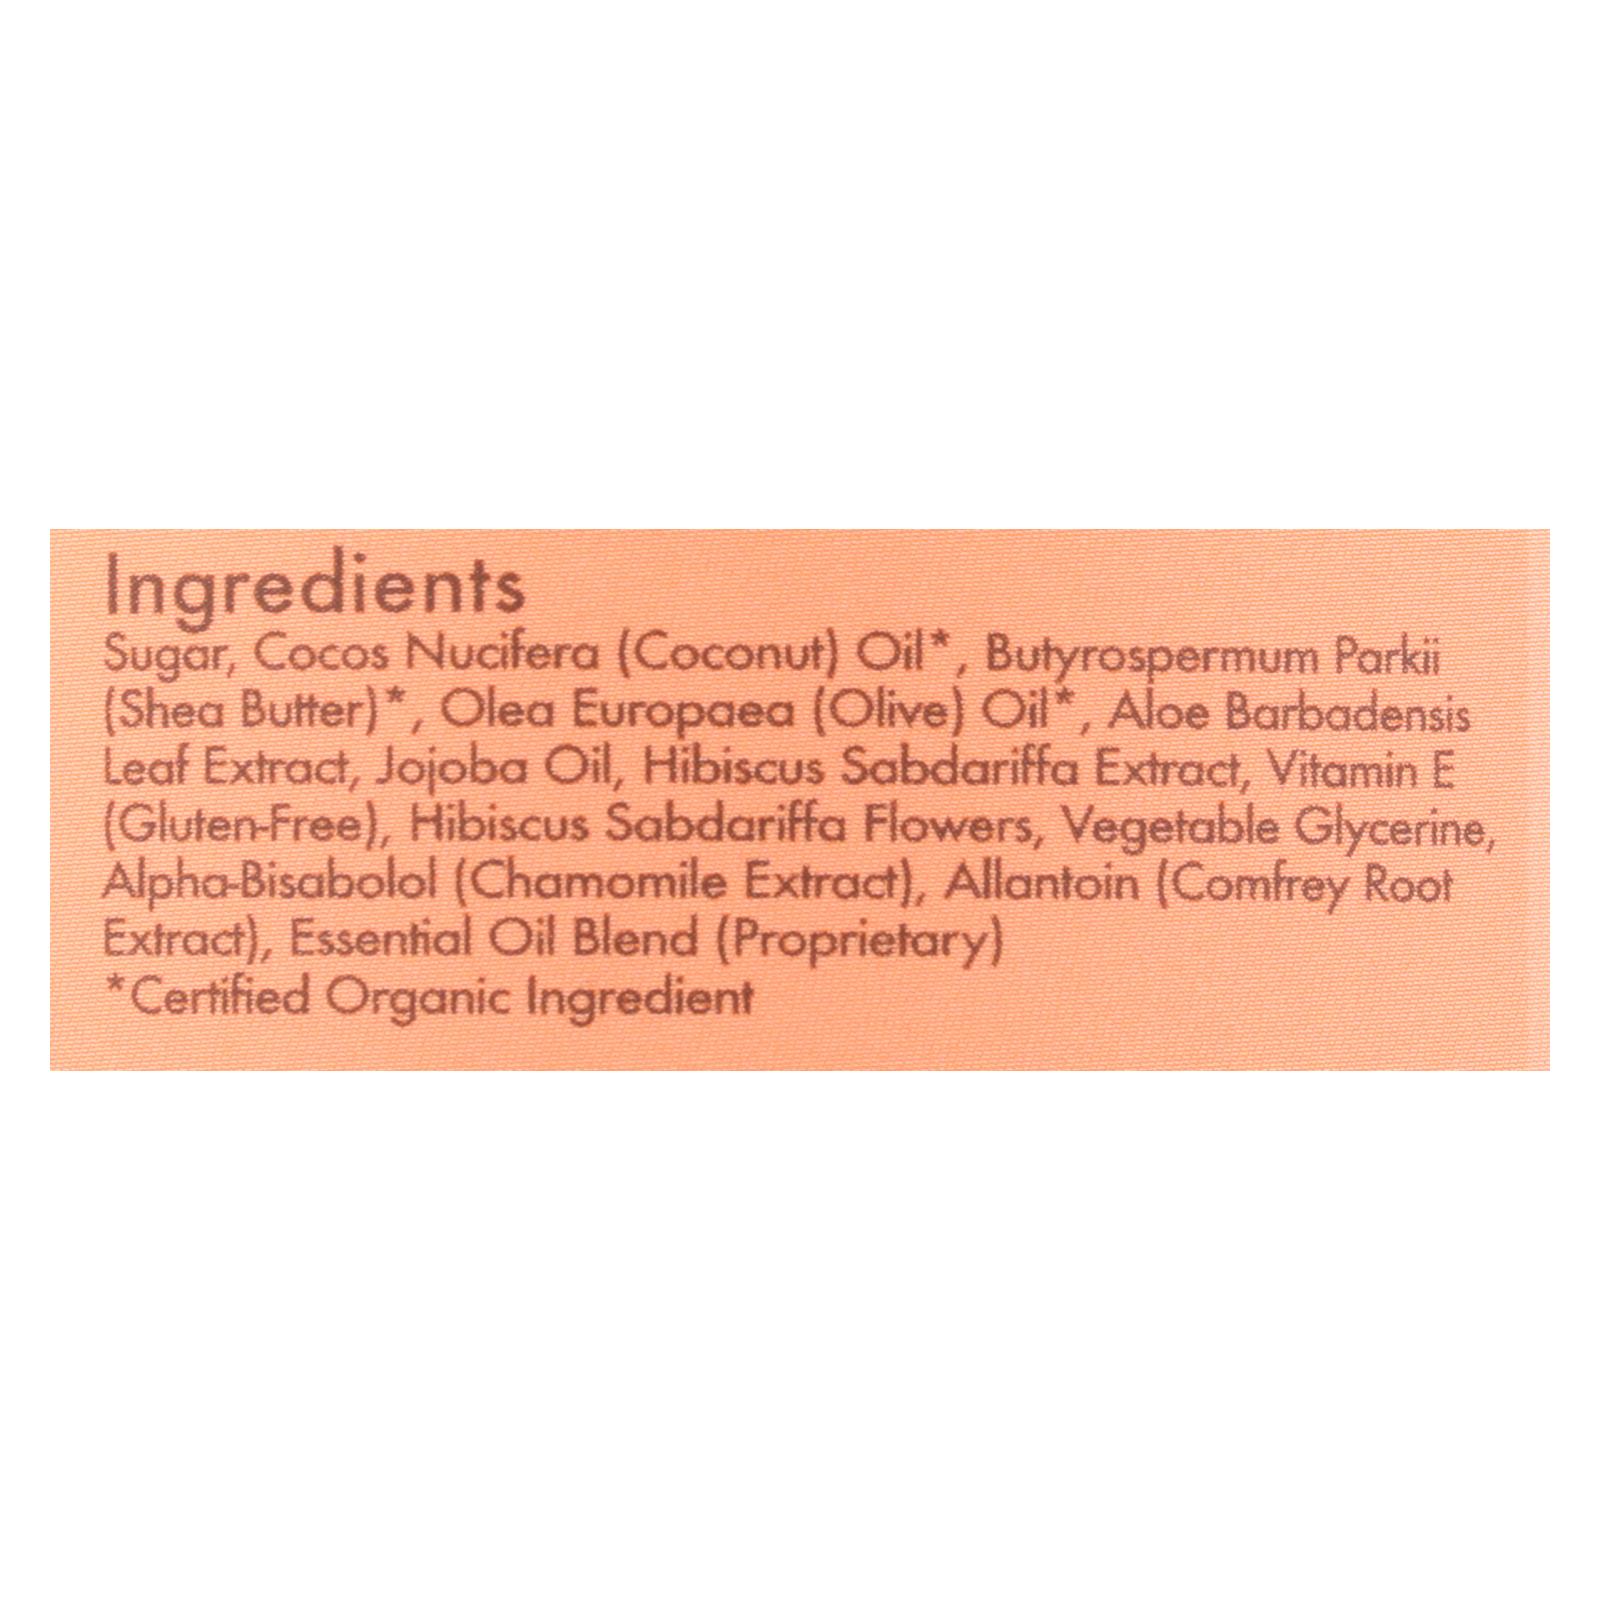 Ingredients
Sugar, Cocos Nucifera (Coconut) Oil*, Butyrospermum Parkii
(Shea Butter)*, Olea Europaea (Olive) Oil*, Aloe Barbadensis
Leaf Extract, Jojoba Oil, Hibiscus Sabdariffa Extract, Vitamin E
(Gluten-Free), Hibiscus Sabdariffa Flowers, Vegetable Glycerine,
Alpha-Bisabolol (Chamomile Extract), Allantoin (Comfrey Root
Extract), Essential Oil Blend (Proprietary)
*Certified Organic Ingredient